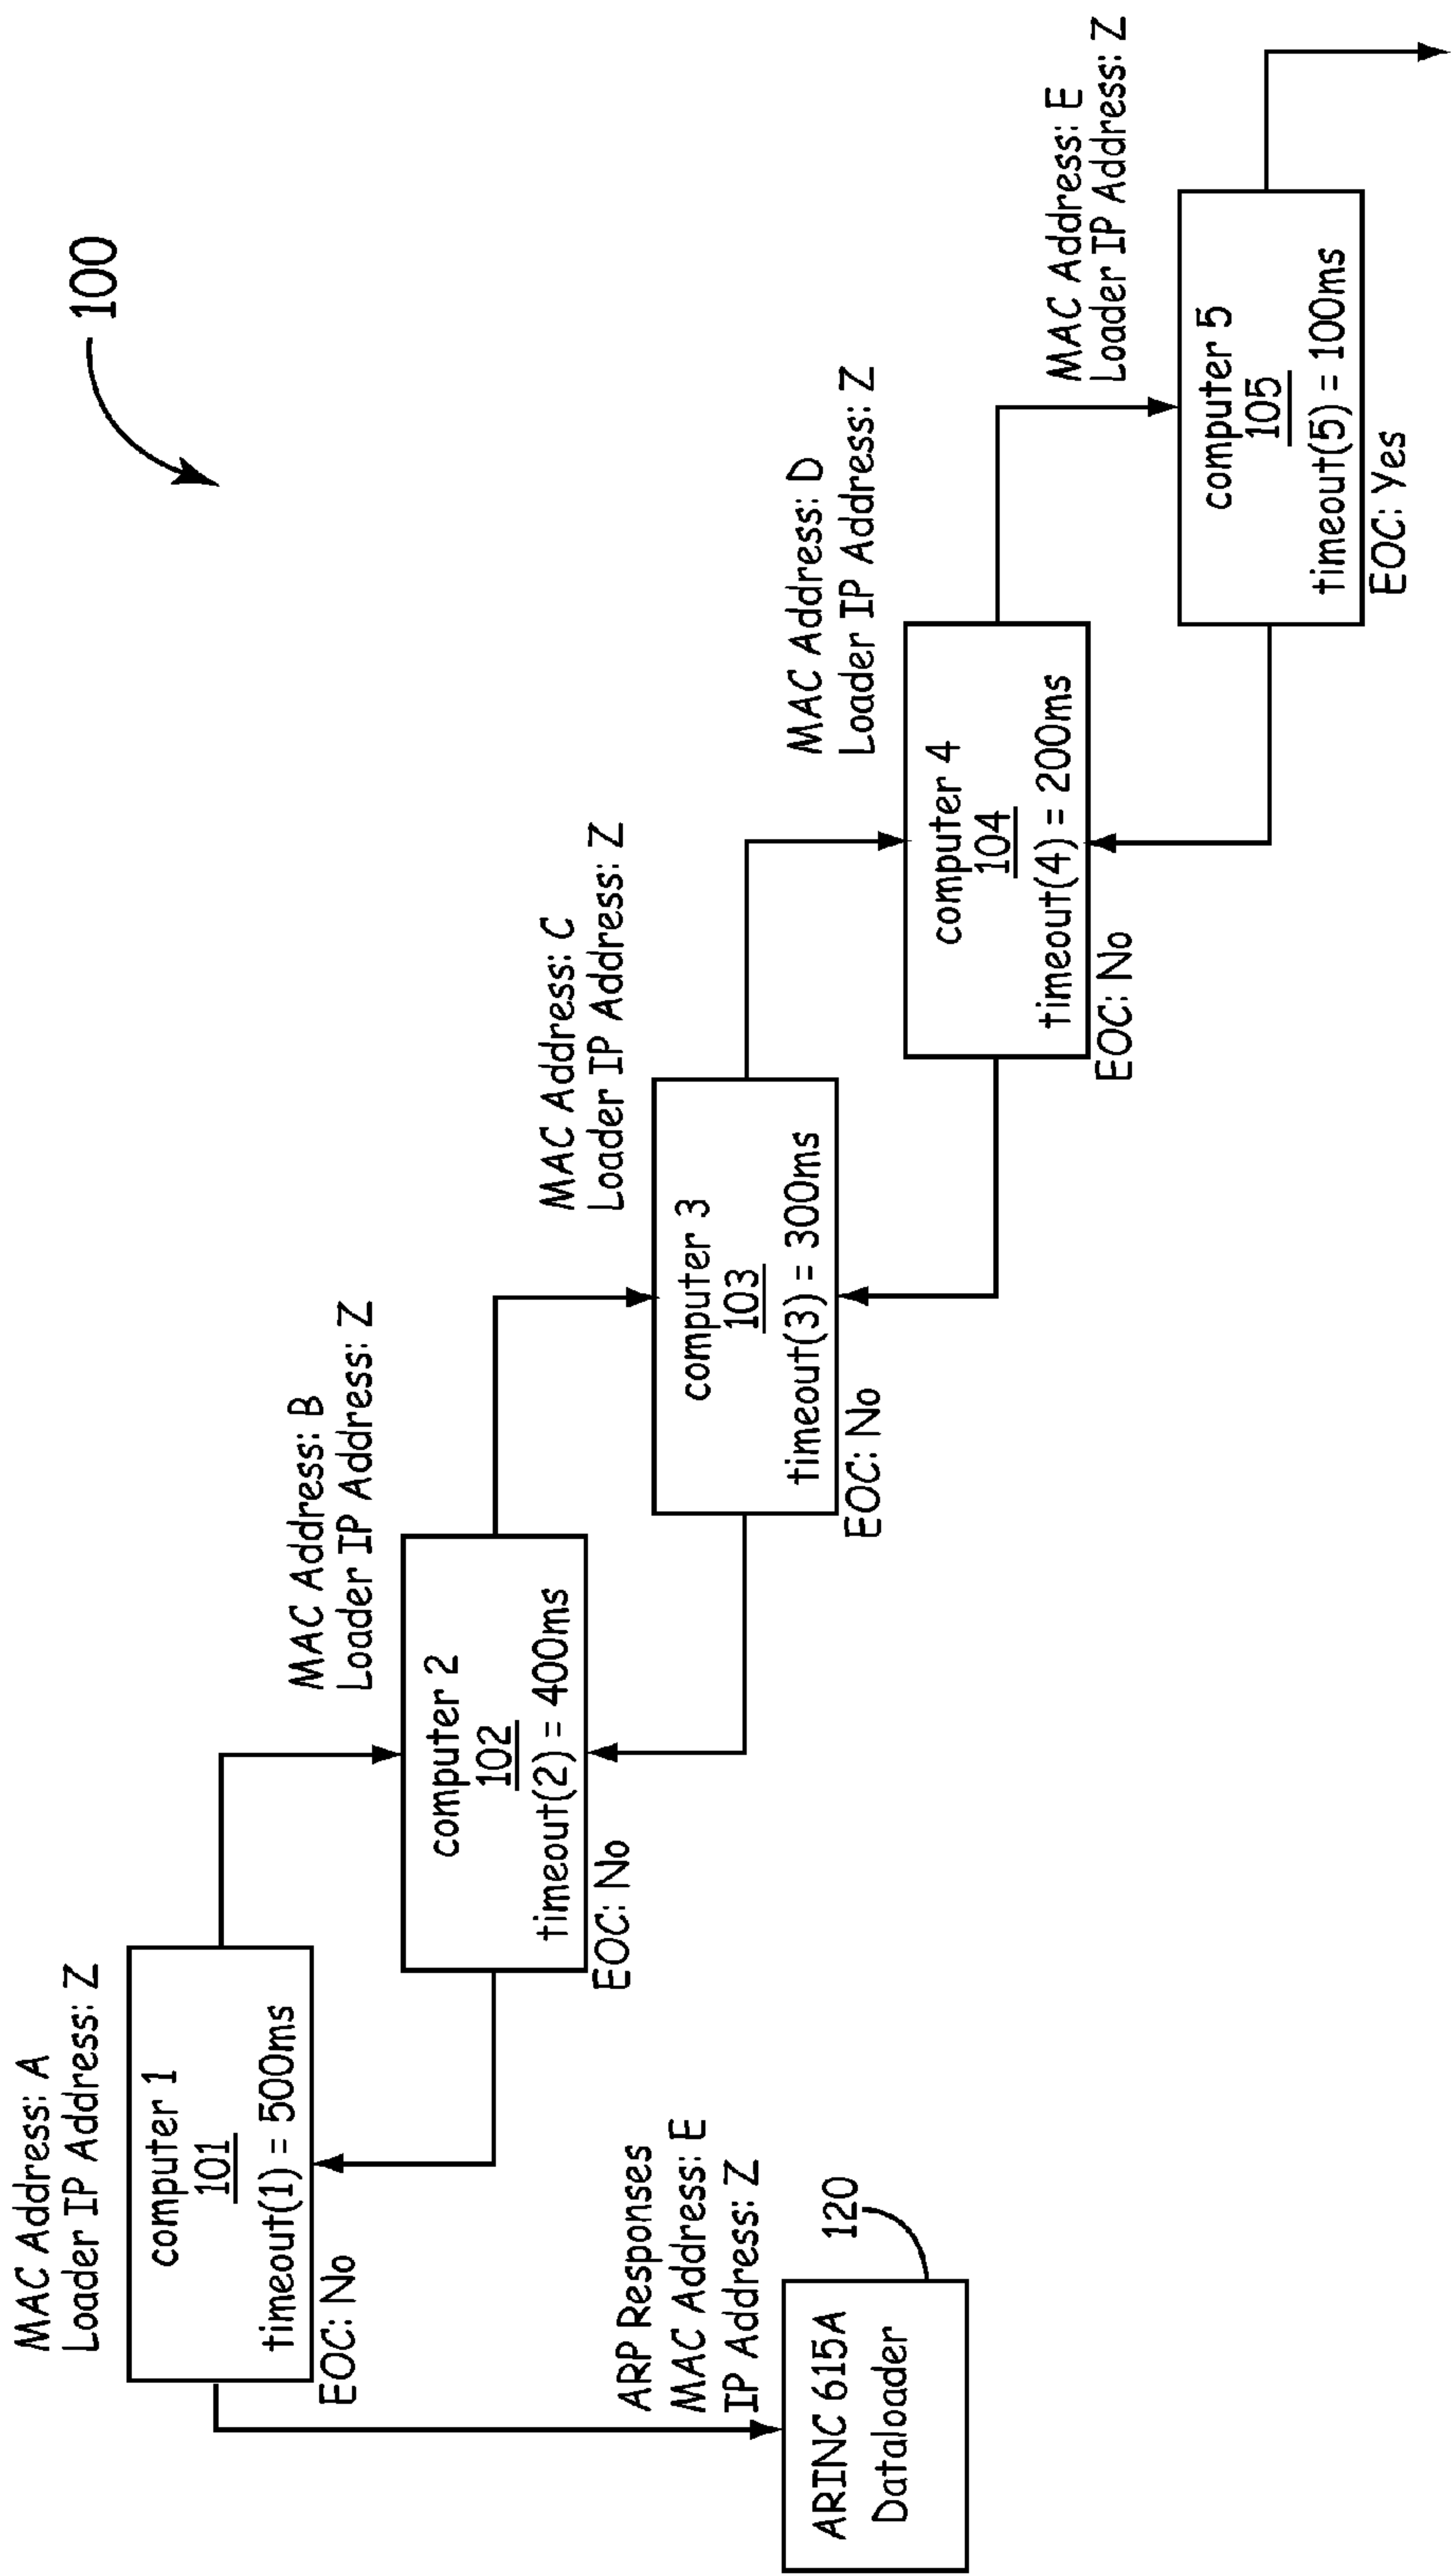 100
MAC Address: A
Loader IP Address: Z
computer 1
101
timeout(1) = 500ms
EOC: No
MAC Address: B
Loader IP Address: Z
computer 2
102
timeout(2) = 400ms
EOC: No
MAC Address: C
Loader IP Address: Z
computer 3
103
timeout(3) = 300ms
EOC: No
MAC Address: D
Loader IP Address: Z
computer 4
104
timeout(4) = 200ms
EOC: No
MAC Address: E
Loader IP Address: Z
computer 5
105
timeout(5) = 100ms
EOC: Yes
ARP Responses
MAC Address: E
IP Address: Z
120
ARINC 615A
Dataloader